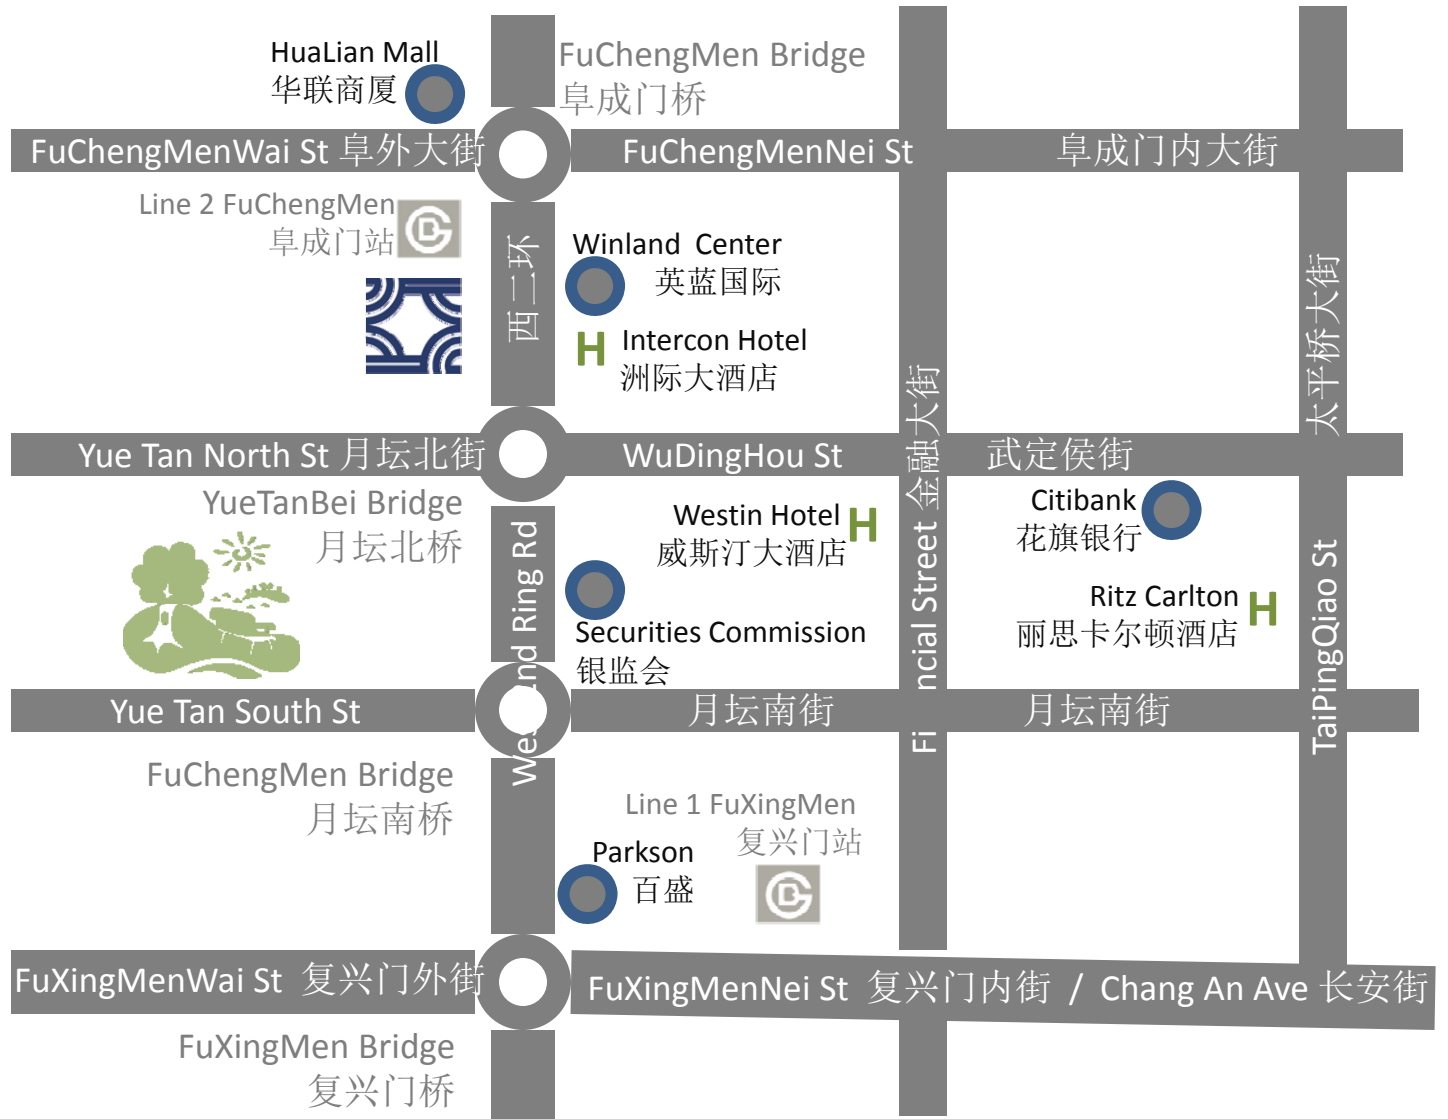 HuaLian Mall
华联商厦
FuChengMen Bridge
阜成门桥
FuChengMenWai St 阜外大街
FuChengMenNei St 阜成门内大街
Line 2 FuChengMen
阜成门站
西二环
Winland Center
英蓝国际
H Intercon Hotel
洲际大酒店
金融大街
太平桥大街
Yue Tan North St 月坛北街
WuDingHou St 武定侯街
YueTanBei Bridge
月坛北桥
Westin Hotel H
威斯汀大酒店
Citibank
花旗银行
Ritz Carlton H
丽思卡尔顿酒店
Securities Commission
银监会
West 2nd Ring Rd
Financial Street
TaiPingQiao St
Yue Tan South St 月坛南街 月坛南街
FuChengMen Bridge
月坛南桥
Line 1 FuXingMen
复兴门站
Parkson
百盛
FuXingMenWai St 复兴门外街
FuXingMenNei St 复兴门内街 / Chang An Ave 长安街
FuXingMen Bridge
复兴门桥